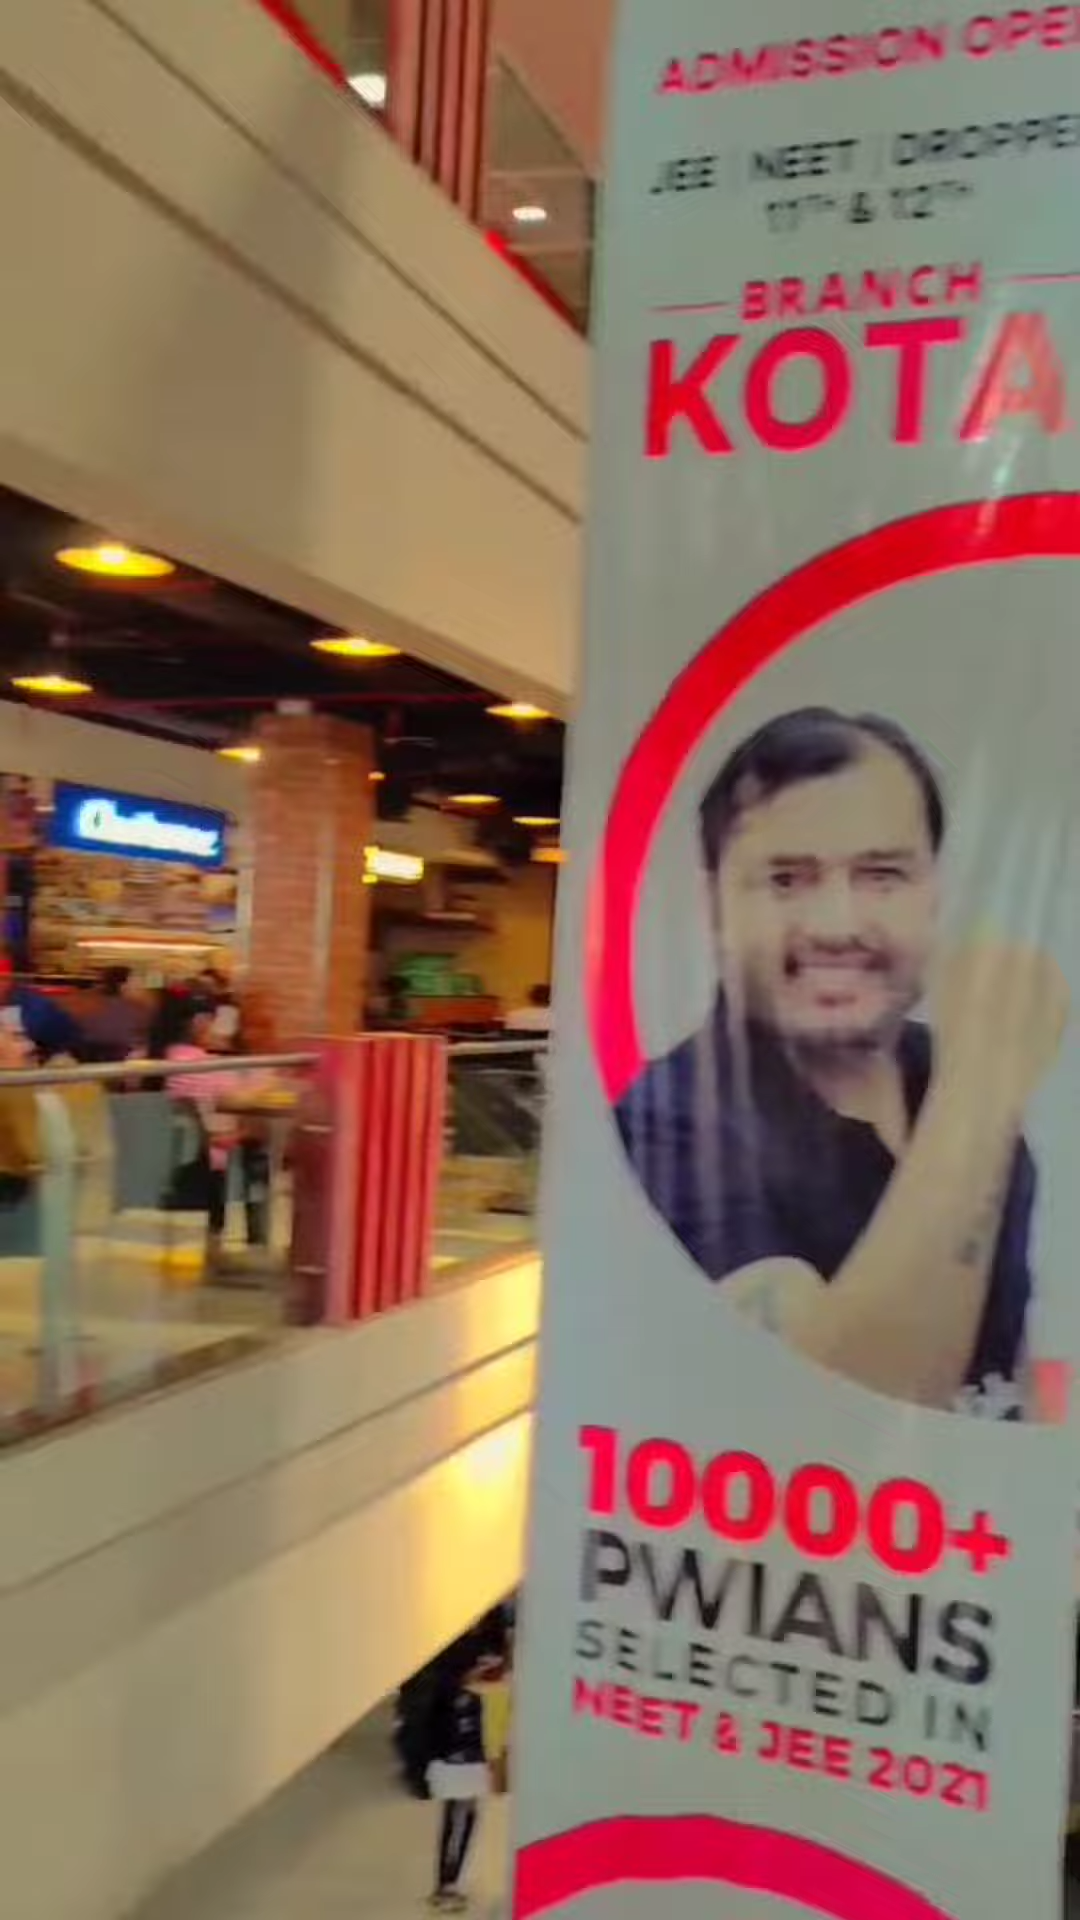 ADMISSION OPE
JEE | NEET | DROPPE
11TH & 12TH
BRANCH
KOTA
10000+
PWIANS
SELECTED IN
NEET & JEE 2021